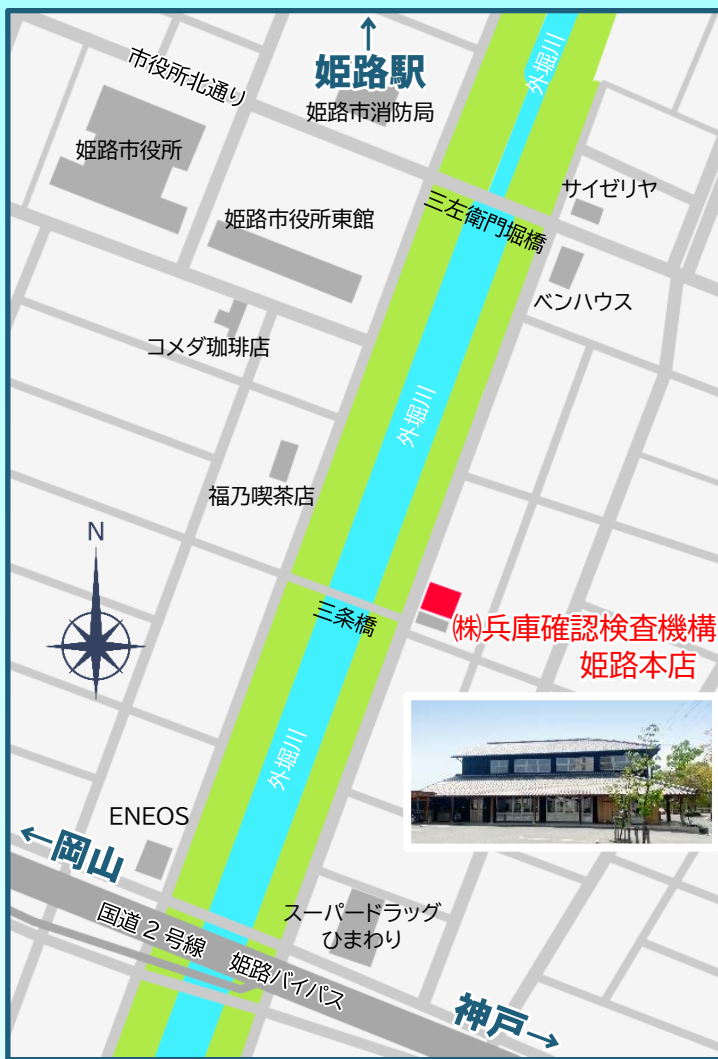 ↑
姫路駅
外堀川
市役所北通り
姫路市消防局
姫路市役所
サイゼリヤ
三左衛門堀橋
姫路市役所東館
ベンハウス
コメダ珈琲店
外堀川
福乃喫茶店
N
三条橋
㈱兵庫確認検査機構
姫路本店
外堀川
ENEOS
←岡山
スーパードラッグ
ひまわり
国道2号線 姫路バイパス
神戸→